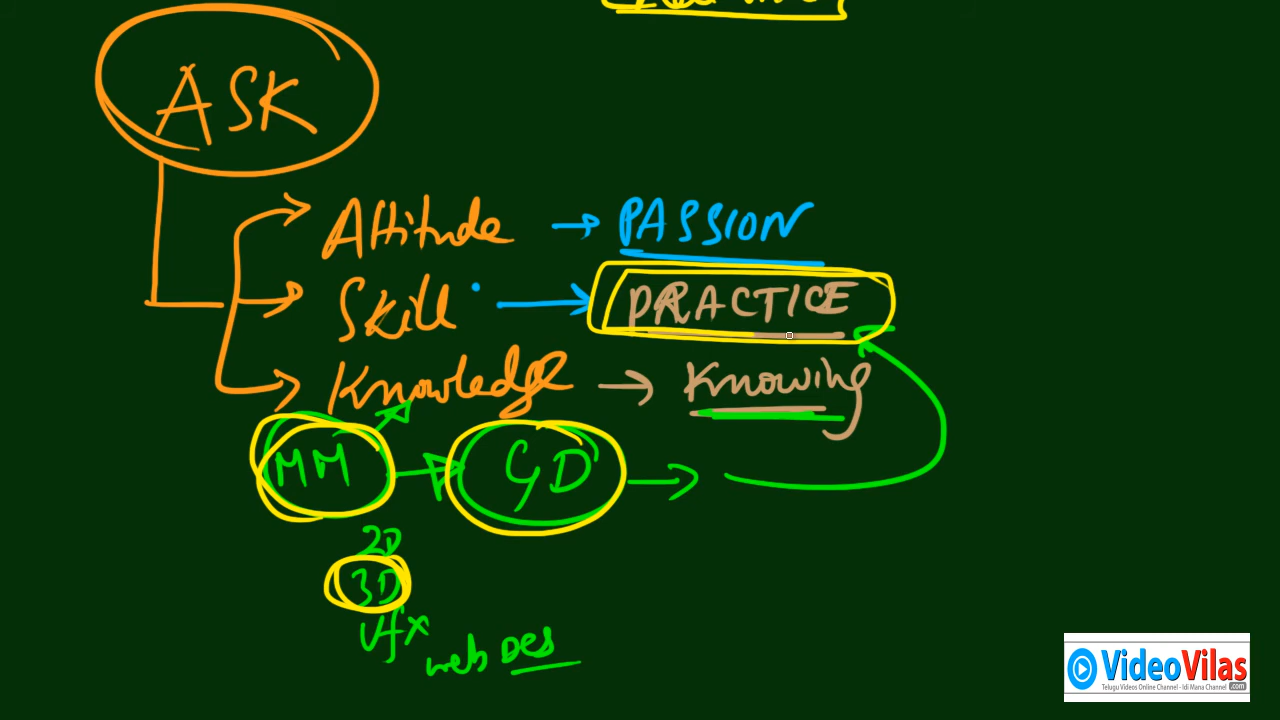 ASK
Attitude → PASSION
Skill → PRACTICE
Knowledge → Knowing
MM → GD →
2D
3D
Vfx
web Des
VideoVilas
Telugu Videos Online Channel - Idi Mana Channel .com